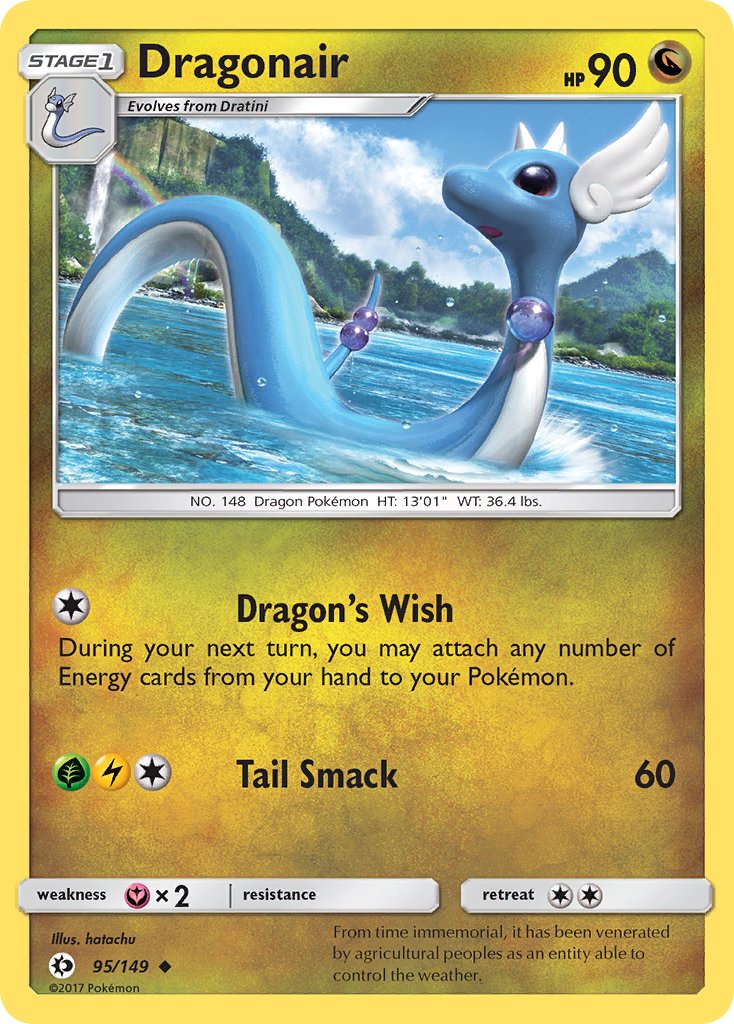 STAGE1
Dragonair
HP 90
Evolves from Dratini
NO. 148 Dragon Pokémon HT: 13'01" WT: 36.4 lbs.
Dragon's Wish
During your next turn, you may attach any number of
Energy cards from your hand to your Pokémon.
Tail Smack 60
weakness ×2 resistance retreat
Illus. hatachu
95/149
©2017 Pokémon
From time immemorial, it has been venerated
by agricultural peoples as an entity able to
control the weather.